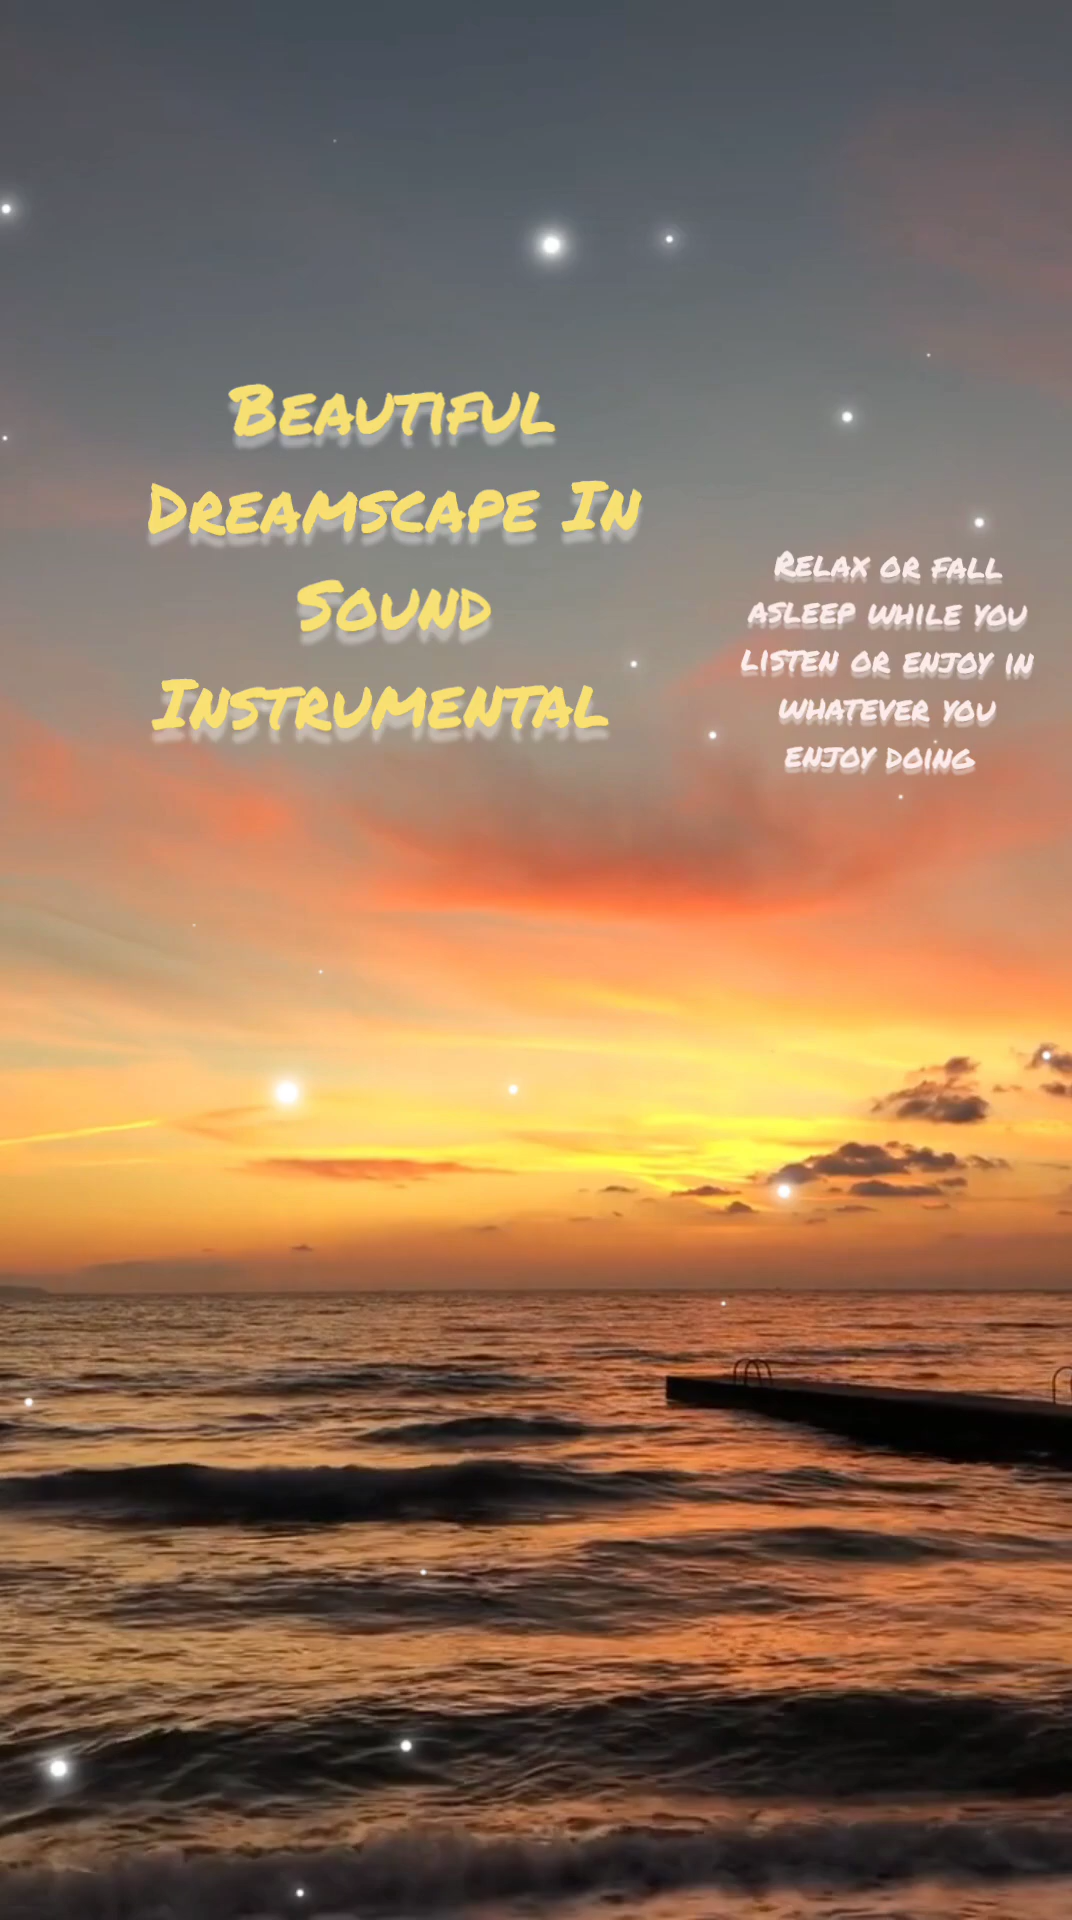 Beautiful
Dreamscape In
Sound
Instrumental
Relax or fall
asleep while you
listen or enjoy in
whatever you
enjoy doing